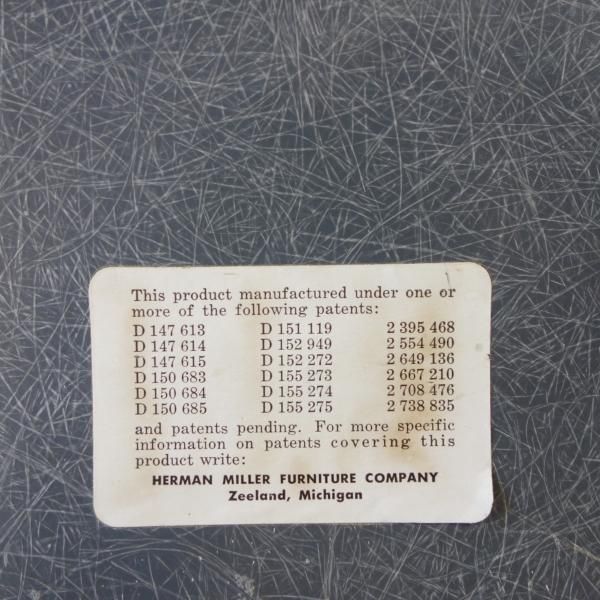 This product manufactured under one or
more of the following patents:
D 147 613 D 151 119 2 395 468
D 147 614 D 152 949 2 554 490
D 147 615 D 152 272 2 649 136
D 150 683 D 155 273 2 667 210
D 150 684 D 155 274 2 708 476
D 150 685 D 155 275 2 738 835
and patents pending. For more specific
information on patents covering this
product write:
HERMAN MILLER FURNITURE COMPANY
Zeeland, Michigan